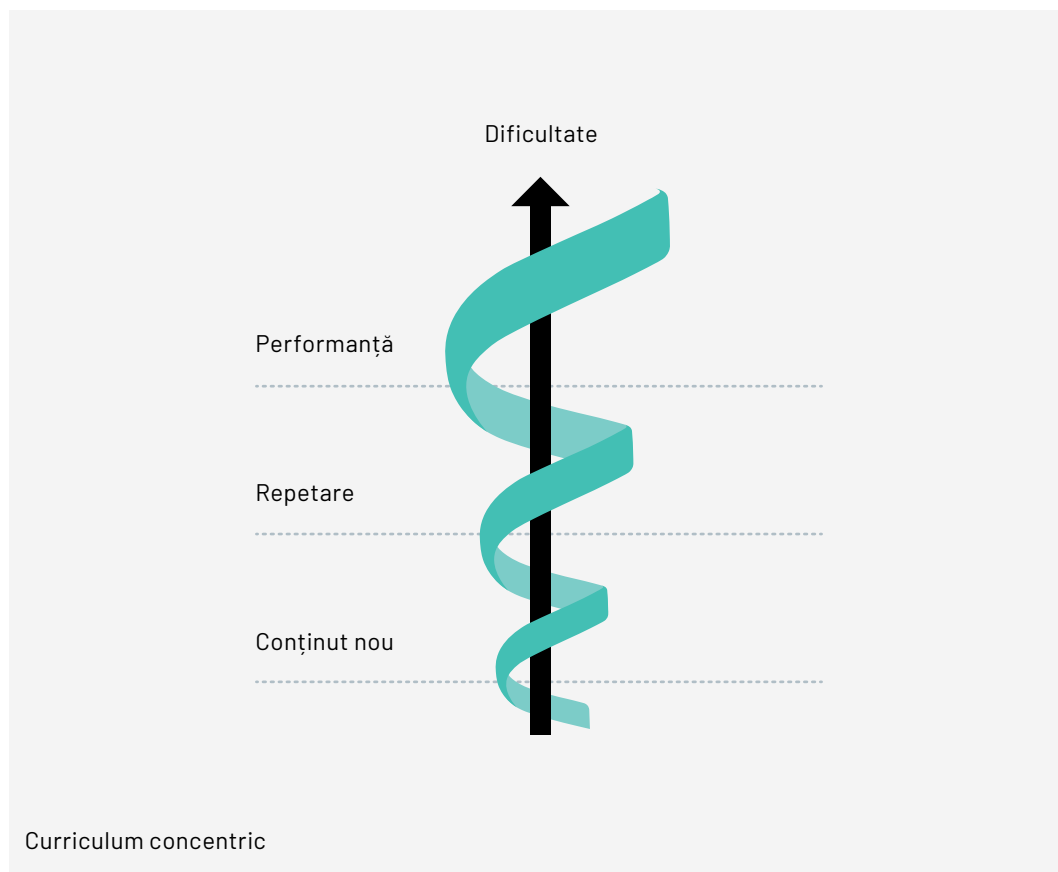 Dificultate
Performanță
Repetare
Conținut nou
Curriculum concentric